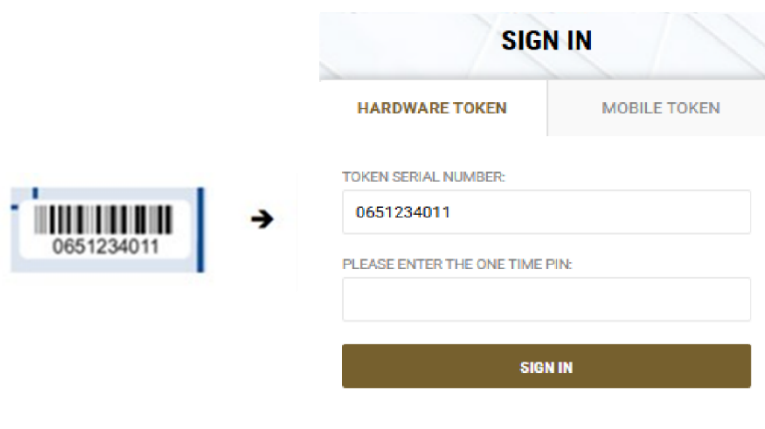 SIGN IN
HARDWARE TOKEN
MOBILE TOKEN
TOKEN SERIAL NUMBER:
0651234011
0651234011
PLEASE ENTER THE ONE TIME PIN:
SIGN IN